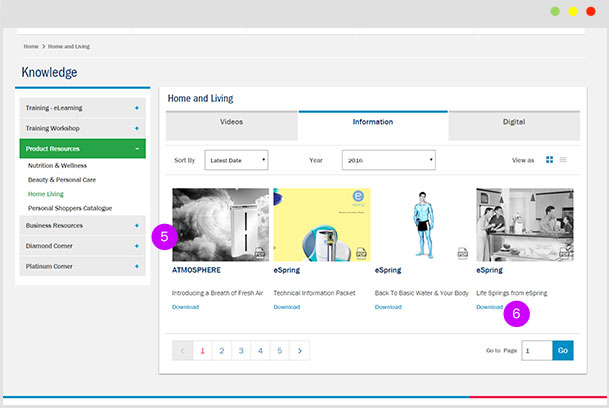 Home > Home and Living
Knowledge
Training - eLearning +
Training Workshop +
Product Resources –
Nutrition & Wellness
Beauty & Personal Care
Home Living
Personal Shoppers Catalogue
Business Resources +
Diamond Corner +
Platinum Corner +
Home and Living
Videos Information Digital
Sort By Latest Date Year 2016 View as
5
ATMOSPHERE eSpring eSpring eSpring
Introducing a Breath of Fresh Air Technical Information Packet Back To Basic Water & Your Body Life Springs from eSpring
Download Download Download Download
6
< 1 2 3 4 5 > Go to Page 1 Go